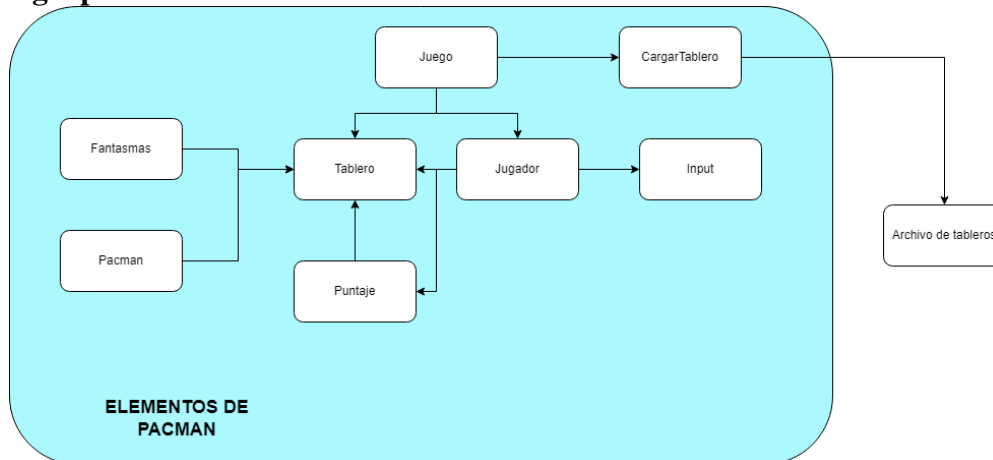 Juego
CargarTablero
Fantasmas
Tablero
Jugador
Input
Archivo de tableros
Pacman
Puntaje
ELEMENTOS DE
PACMAN